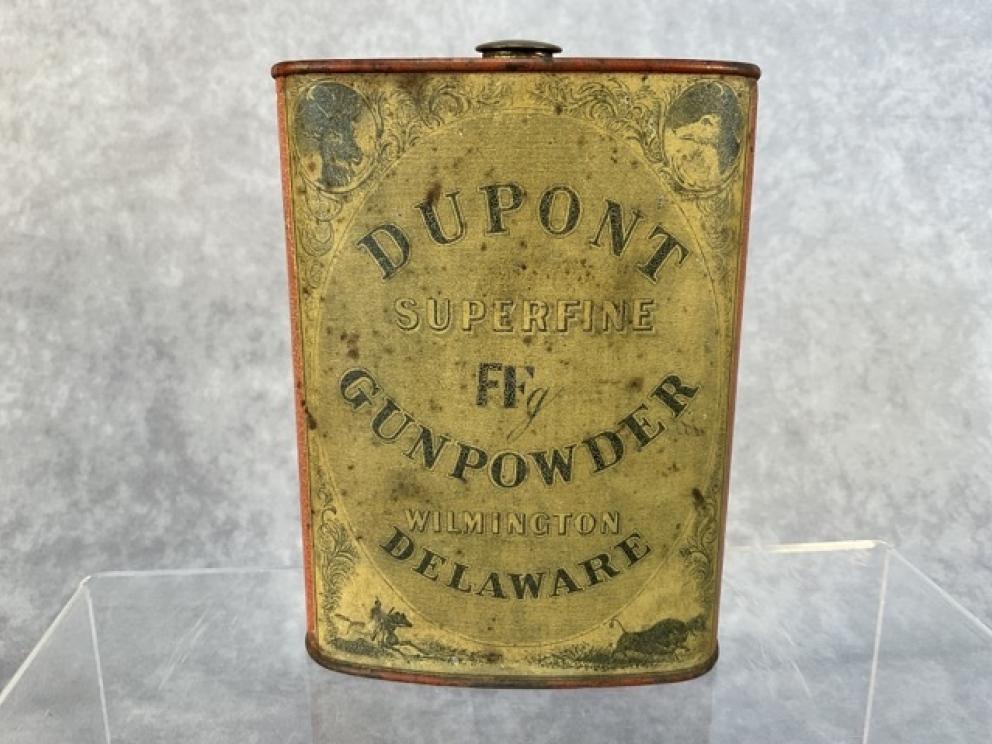 DUPONT
SUPERFINE
FFg
GUNPOWDER
WILMINGTON
DELAWARE